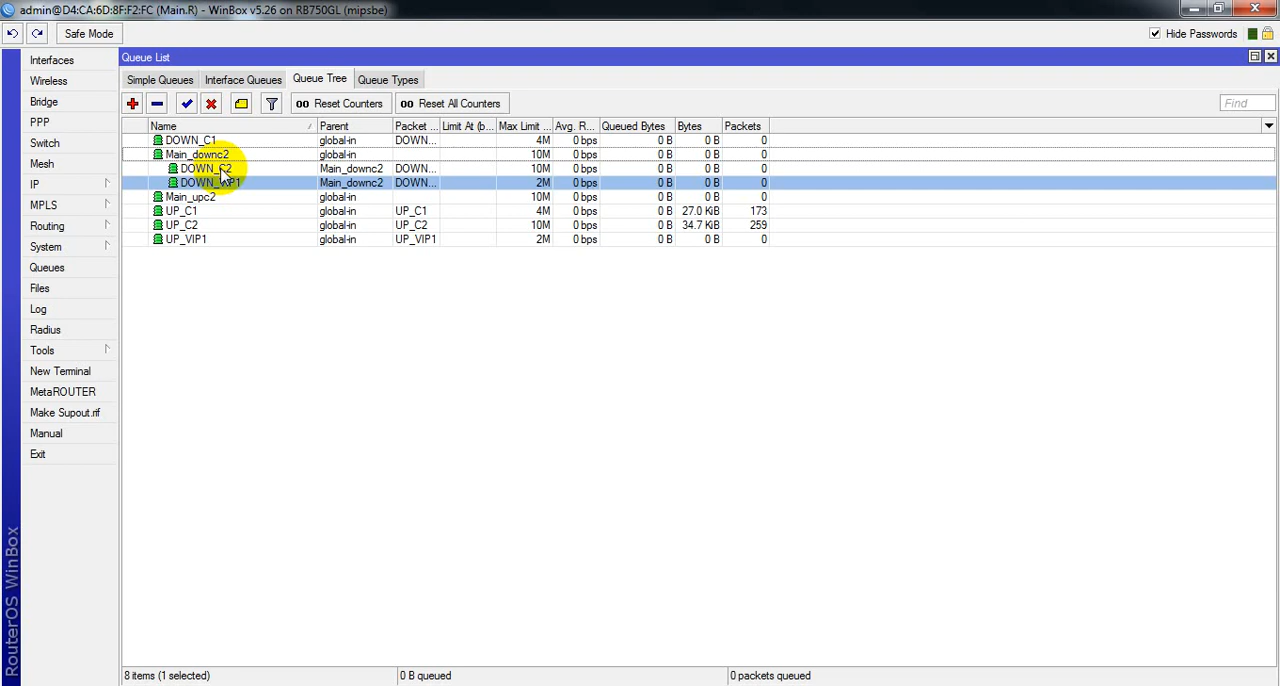 admin@D4:CA:6D:8F:F2:FC (Main.R) - WinBox v5.26 on RB750GL (mipsbe)
Safe Mode
Hide Passwords
Interfaces
Wireless
Bridge
PPP
Switch
Mesh
IP
MPLS
Routing
System
Queues
Files
Log
Radius
Tools
New Terminal
MetaROUTER
Make Supout.rif
Manual
Exit
RouterOS WinBox
Queue List
Simple Queues Interface Queues Queue Tree Queue Types
00 Reset Counters 00 Reset All Counters Find
Name Parent Packet ... Limit At (b... Max Limit ... Avg. R... Queued Bytes Bytes Packets
DOWN_C1 global-in DOWN... 4M 0 bps 0 B 0 B 0
Main_downc2 global-in 10M 0 bps 0 B 0 B 0
DOWN_C2 Main_downc2 DOWN... 10M 0 bps 0 B 0 B 0
DOWN_VIP1 Main_downc2 DOWN... 2M 0 bps 0 B 0 B 0
Main_upc2 global-in 10M 0 bps 0 B 0 B 0
UP_C1 global-in UP_C1 4M 0 bps 0 B 27.0 KiB 173
UP_C2 global-in UP_C2 10M 0 bps 0 B 34.7 KiB 259
UP_VIP1 global-in UP_VIP1 2M 0 bps 0 B 0 B 0
8 items (1 selected) 0 B queued 0 packets queued